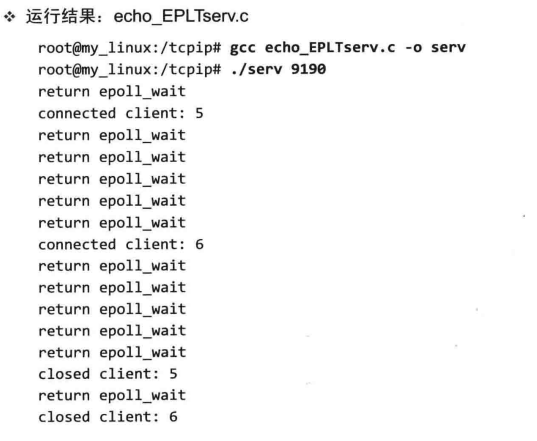 ❖ 运行结果：echo_EPLTserv.c
root@my_linux:/tcpip# gcc echo_EPLTserv.c -o serv
root@my_linux:/tcpip# ./serv 9190
return epoll_wait
connected client: 5
return epoll_wait
return epoll_wait
return epoll_wait
return epoll_wait
return epoll_wait
connected client: 6
return epoll_wait
return epoll_wait
return epoll_wait
return epoll_wait
return epoll_wait
closed client: 5
return epoll_wait
closed client: 6